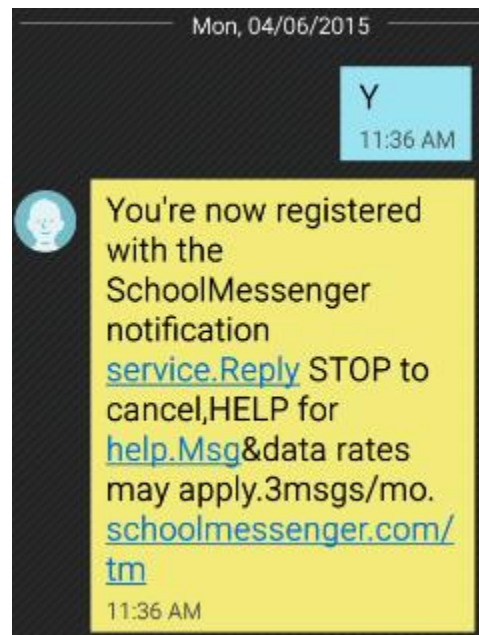 Mon, 04/06/2015
Y
11:36 AM
You're now registered
with the
SchoolMessenger
notification
service.Reply STOP to
cancel,HELP for
help.Msg&data rates
may apply.3msgs/mo.
schoolmessenger.com/
tm
11:36 AM